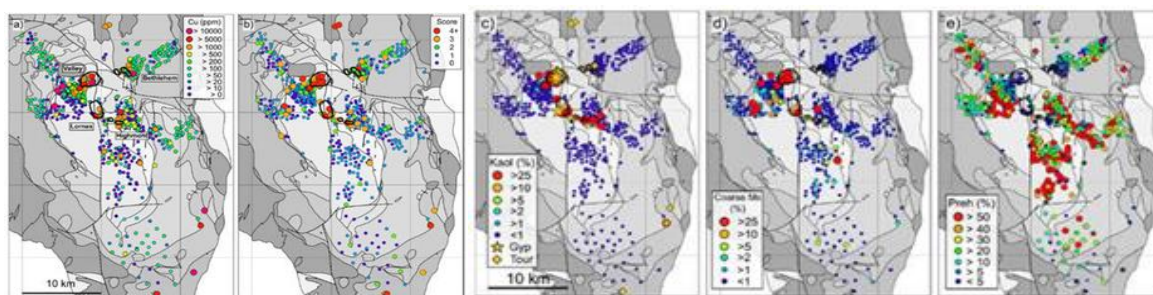 a)
Cu (ppm)
> 10000
> 5000
> 1000
> 500
> 200
> 100
> 50
> 20
> 10
> 0
Valley
Bethlehem
Lornex
Highmont
10 km
b)
Score
4+
3
2
1
0
c)
Kaol (%)
>25
>10
>5
>2
>1
<1
Gyp
Tour
10 km
d)
Coarse Ms
(%)
>25
>10
>5
>2
>1
<1
e)
Preh (%)
> 50
> 40
> 30
> 20
> 10
> 5
< 5